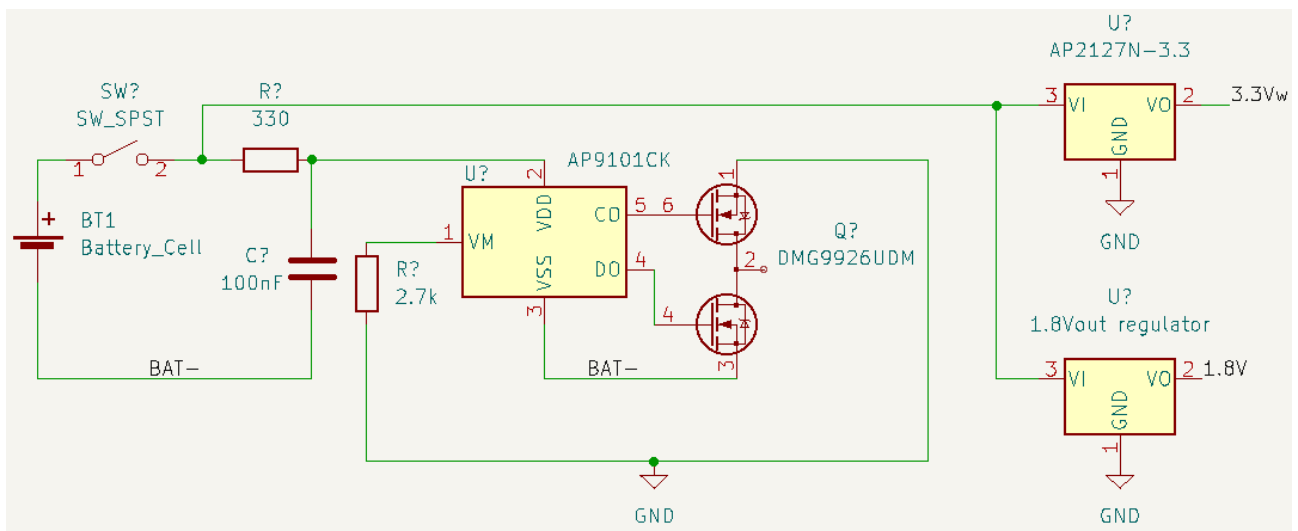 SW?
SW_SPST
1
2
R?
330
+
BT1
Battery_Cell
C?
100nF
BAT-
R?
2.7k
U?
AP9101CK
1
VM
2
VDD
VSS
3
CO
5
6
DO
4
4
1
2
3
Q?
DMG9926UDM
BAT-
GND
U?
AP2127N-3.3
3
VI
VO
2
3.3Vw
GND
1
GND
U?
1.8Vout regulator
3
VI
VO
2
1.8V
GND
1
GND